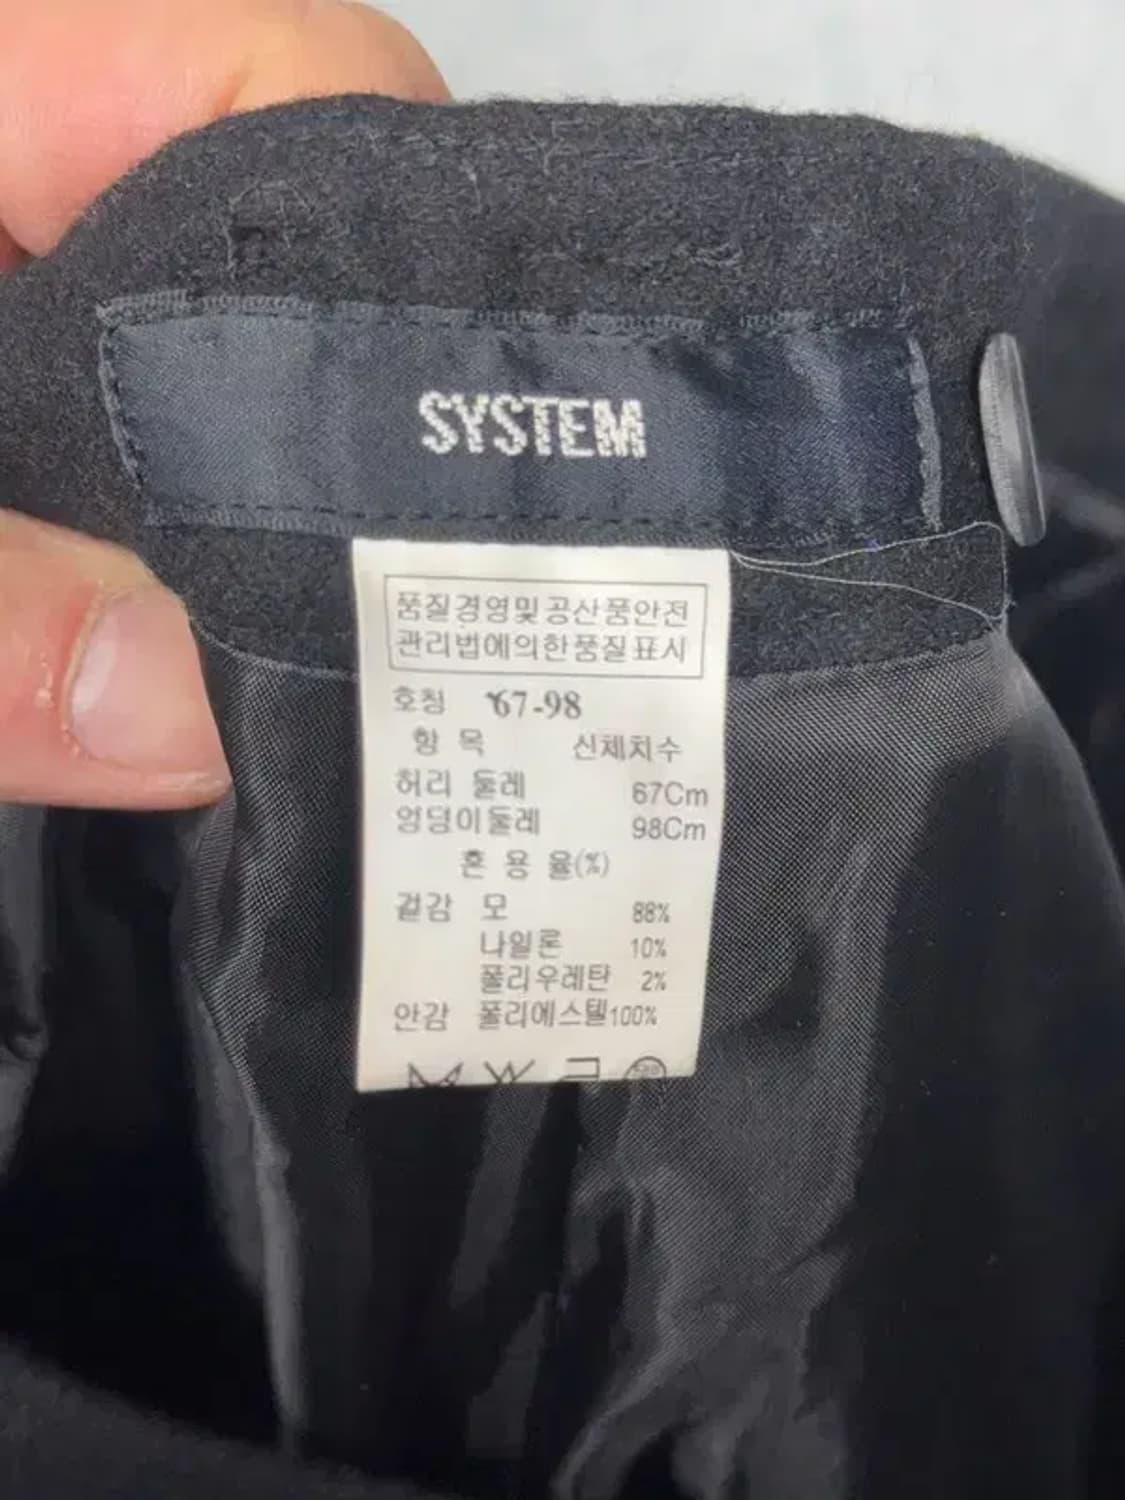 SYSTEM
품질경영및공산품안전
관리법에의한품질표시
호칭 67-98
항 목 신체치수
허리 둘레 67Cm
엉덩이둘레 98Cm
혼 용 율(%)
겉감 모 88%
나일론 10%
폴리우레탄 2%
안감 폴리에스텔100%